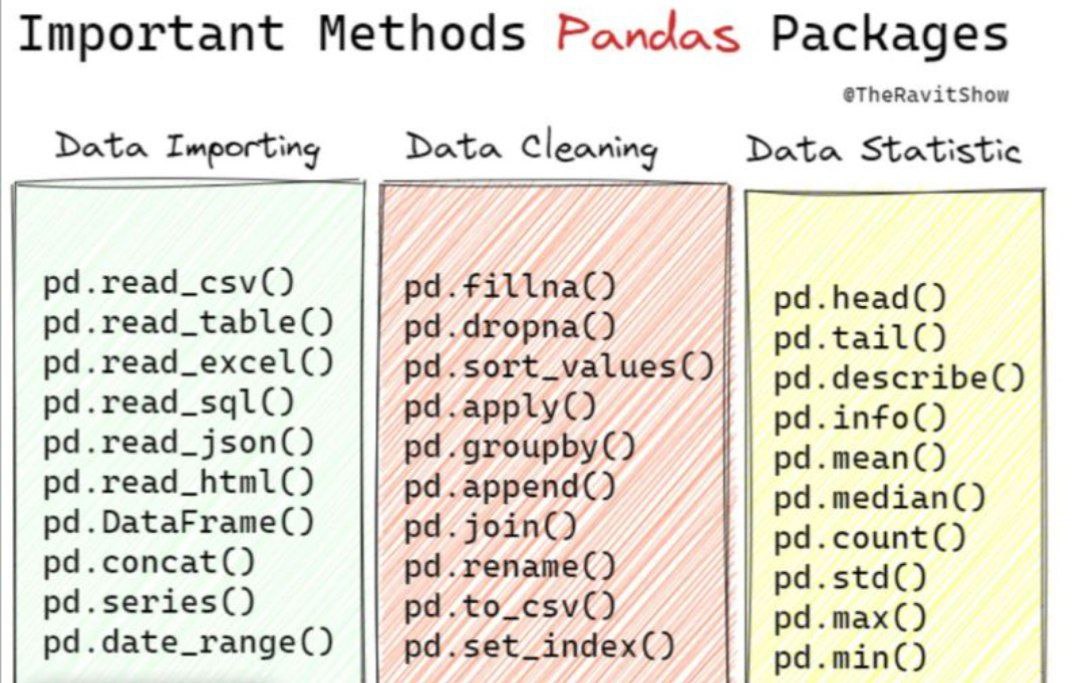 Important Methods Pandas Packages
@TheRavitShow
Data Importing
pd.read_csv()
pd.read_table()
pd.read_excel()
pd.read_sql()
pd.read_json()
pd.read_html()
pd.DataFrame()
pd.concat()
pd.series()
pd.date_range()
Data Cleaning
pd.fillna()
pd.dropna()
pd.sort_values()
pd.apply()
pd.groupby()
pd.append()
pd.join()
pd.rename()
pd.to_csv()
pd.set_index()
Data Statistic
pd.head()
pd.tail()
pd.describe()
pd.info()
pd.mean()
pd.median()
pd.count()
pd.std()
pd.max()
pd.min()